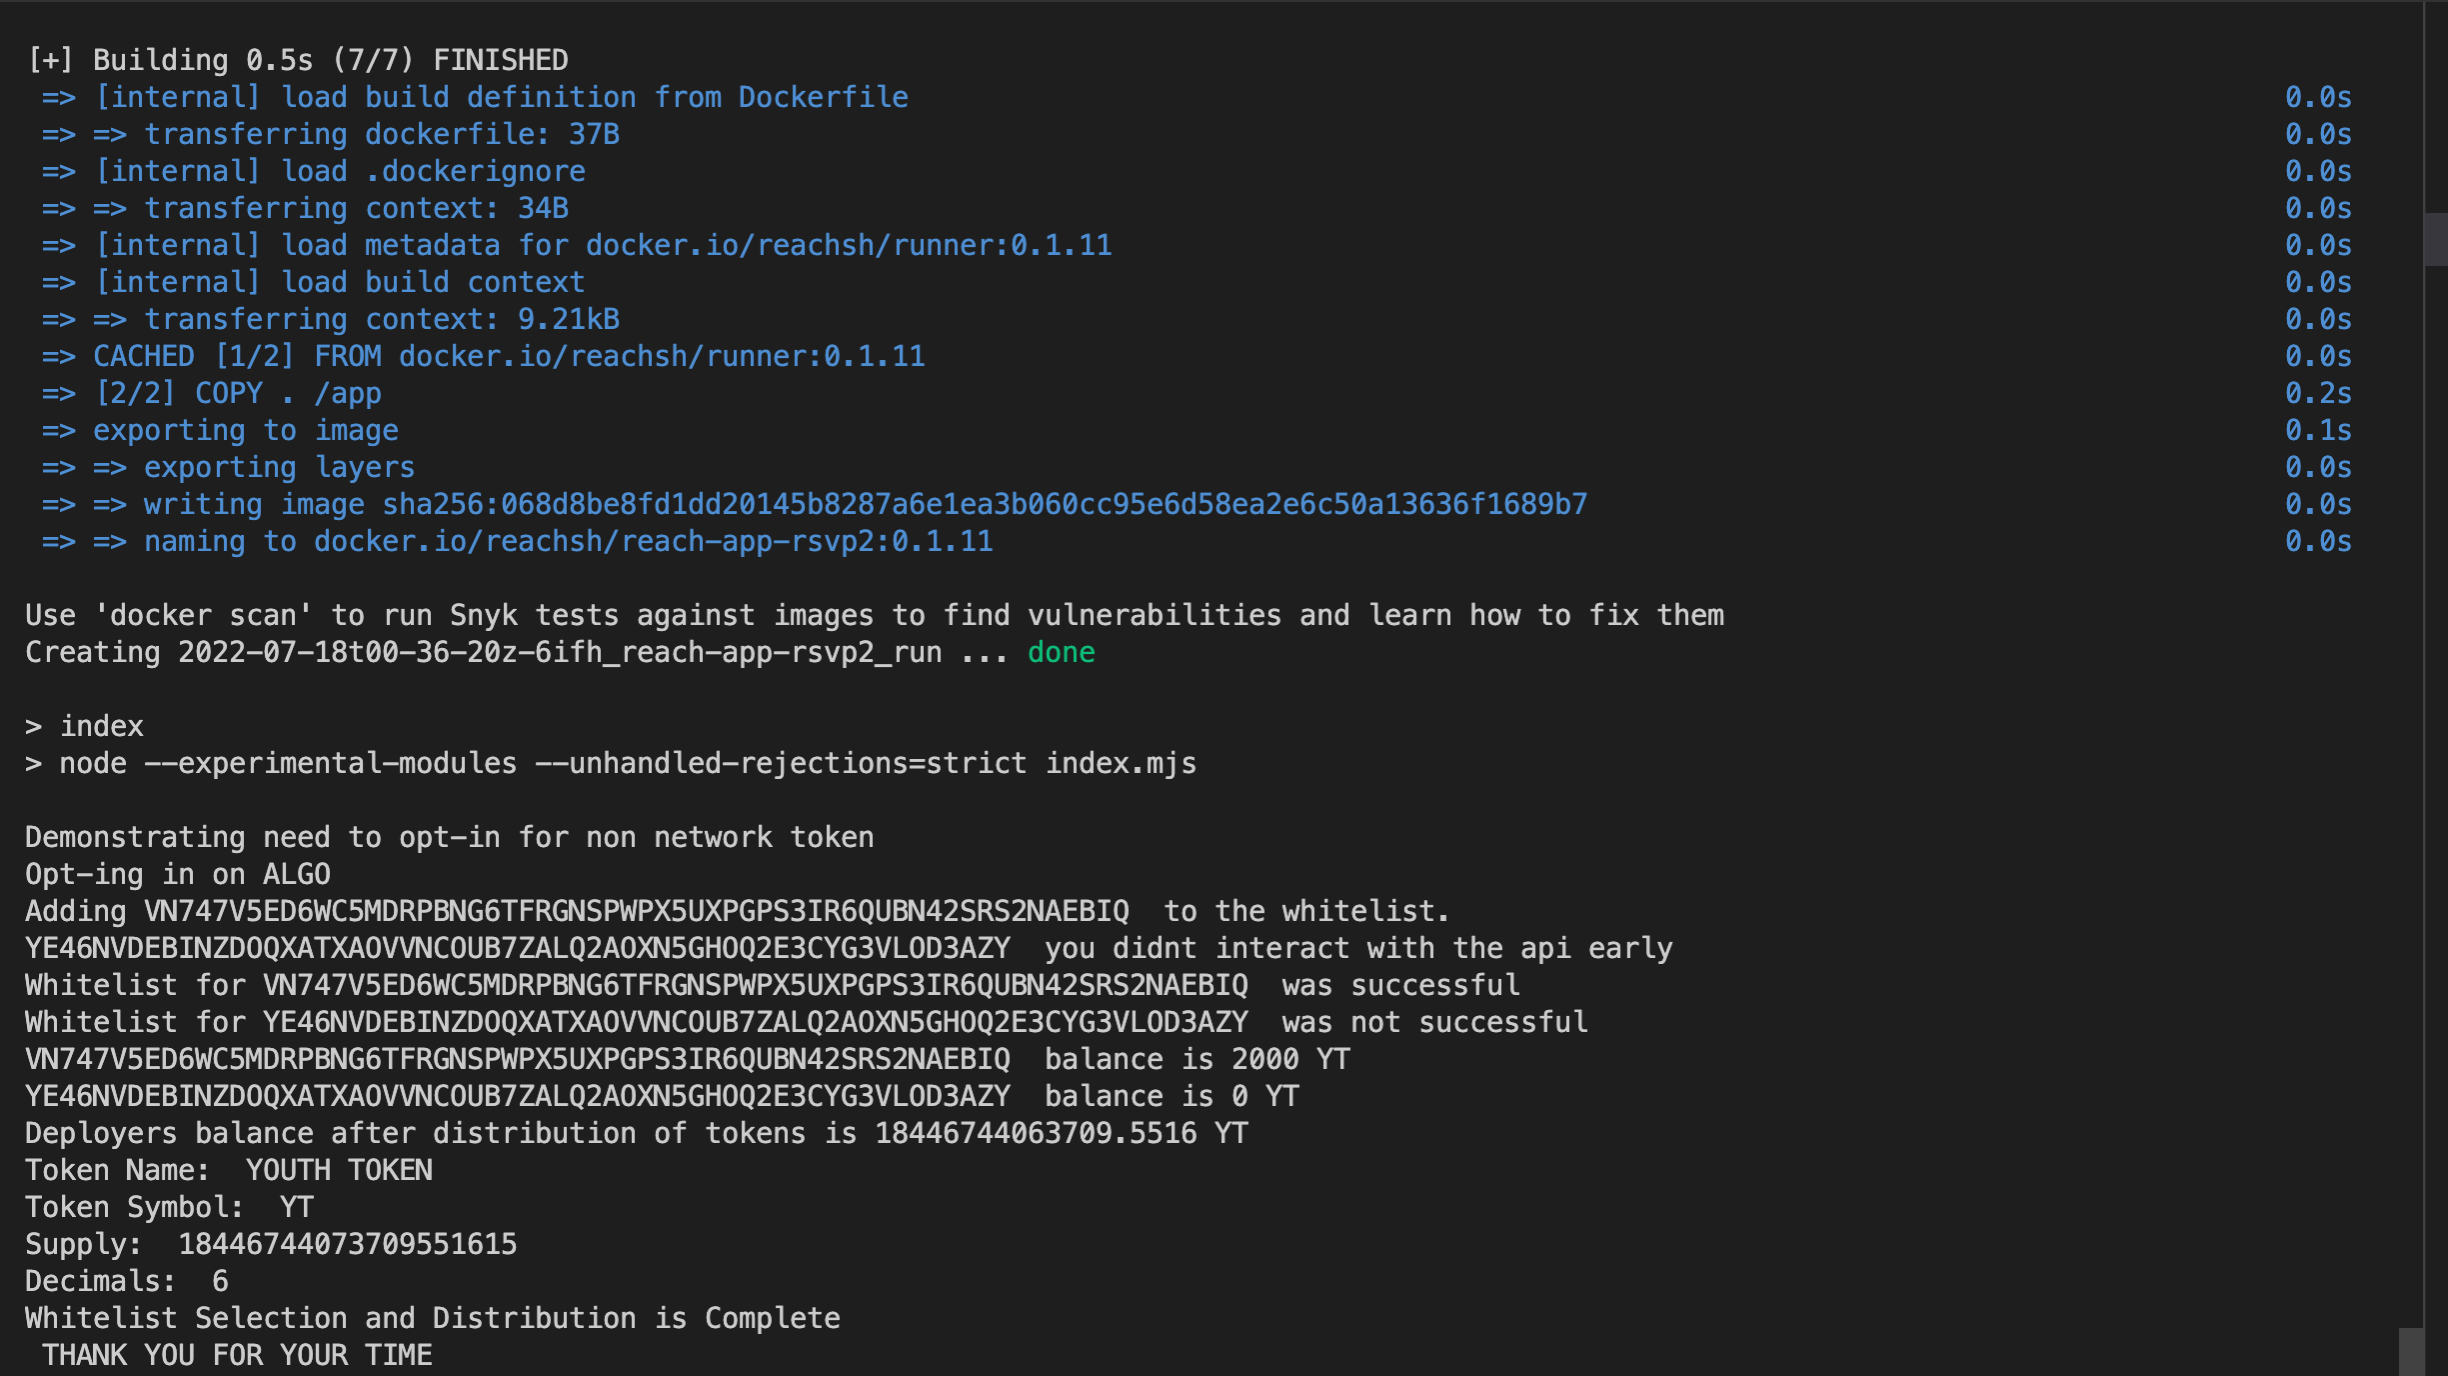 [+] Building 0.5s (7/7) FINISHED
=> [internal] load build definition from Dockerfile 0.0s
=> => transferring dockerfile: 37B 0.0s
=> [internal] load .dockerignore 0.0s
=> => transferring context: 34B 0.0s
=> [internal] load metadata for docker.io/reachsh/runner:0.1.11 0.0s
=> [internal] load build context 0.0s
=> => transferring context: 9.21kB 0.0s
=> CACHED [1/2] FROM docker.io/reachsh/runner:0.1.11 0.0s
=> [2/2] COPY . /app 0.2s
=> exporting to image 0.1s
=> => exporting layers 0.0s
=> => writing image sha256:068d8be8fd1dd20145b8287a6e1ea3b060cc95e6d58ea2e6c50a13636f1689b7 0.0s
=> => naming to docker.io/reachsh/reach-app-rsvp2:0.1.11 0.0s
Use 'docker scan' to run Snyk tests against images to find vulnerabilities and learn how to fix them
Creating 2022-07-18t00-36-20z-6ifh_reach-app-rsvp2_run ... done
> index
> node --experimental-modules --unhandled-rejections=strict index.mjs
Demonstrating need to opt-in for non network token
Opt-ing in on ALGO
Adding VN747V5ED6WC5MDRPBNG6TFRGNSPWPX5UXPGPS3IR6QUBN42SRS2NAEBIQ  to the whitelist.
YE46NVDEBINZDOQXATXAOVVNCOUB7ZALQ2AOXN5GHOQ2E3CYG3VLOD3AZY  you didnt interact with the api early
Whitelist for VN747V5ED6WC5MDRPBNG6TFRGNSPWPX5UXPGPS3IR6QUBN42SRS2NAEBIQ  was successful
Whitelist for YE46NVDEBINZDOQXATXAOVVNCOUB7ZALQ2AOXN5GHOQ2E3CYG3VLOD3AZY  was not successful
VN747V5ED6WC5MDRPBNG6TFRGNSPWPX5UXPGPS3IR6QUBN42SRS2NAEBIQ  balance is 2000 YT
YE46NVDEBINZDOQXATXAOVVNCOUB7ZALQ2AOXN5GHOQ2E3CYG3VLOD3AZY  balance is 0 YT
Deployers balance after distribution of tokens is 18446744063709.5516 YT
Token Name:  YOUTH TOKEN
Token Symbol:  YT
Supply:  18446744073709551615
Decimals:  6
Whitelist Selection and Distribution is Complete
THANK YOU FOR YOUR TIME